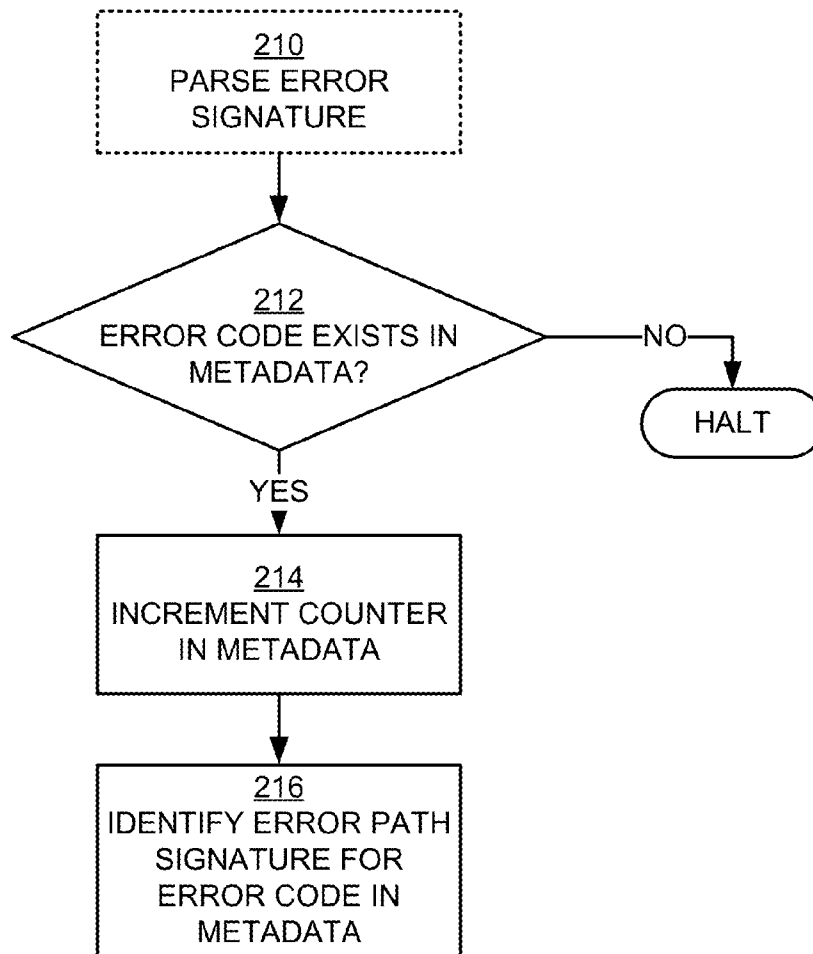 210
PARSE ERROR
SIGNATURE
212
ERROR CODE EXISTS IN
METADATA?
NO
HALT
YES
214
INCREMENT COUNTER
IN METADATA
216
IDENTIFY ERROR PATH
SIGNATURE FOR
ERROR CODE IN
METADATA